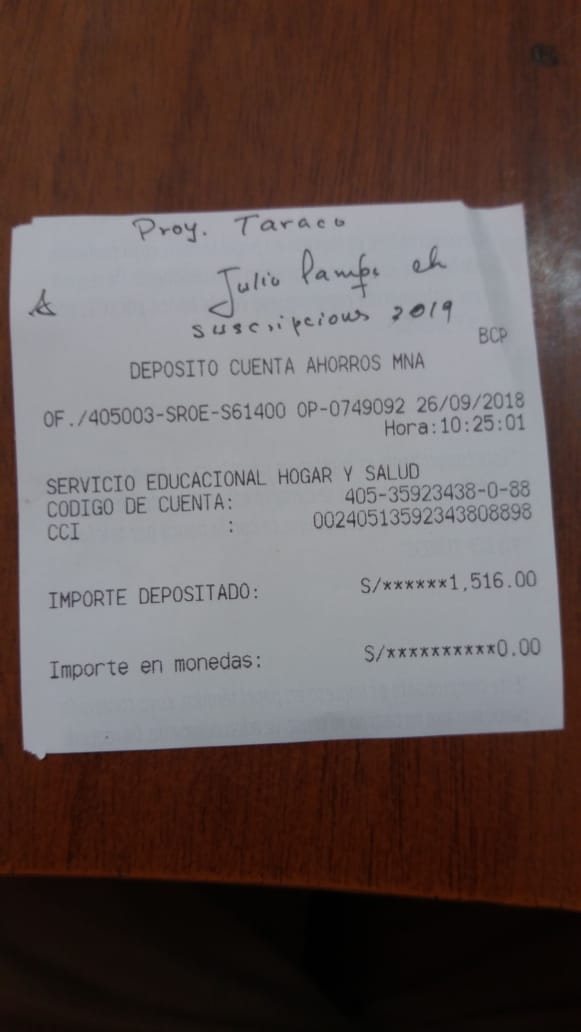 Proy. Taraco
Julio Pampa eh
suscripcions 2019
BCP
DEPOSITO CUENTA AHORROS MNA
OF./405003-SROE-S61400 OP-0749092 26/09/2018
Hora:10:25:01
SERVICIO EDUCACIONAL HOGAR Y SALUD
CODIGO DE CUENTA: 405-35923438-0-88
CCI : 00240513592343808898
IMPORTE DEPOSITADO: S/******1,516.00
Importe en monedas: S/**********0.00